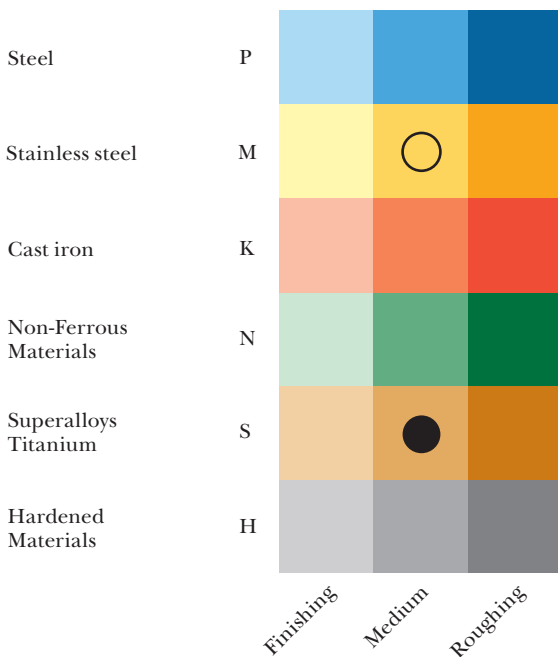 Steel P
Stainless steel M
Cast iron K
Non-Ferrous
Materials N
Superalloys
Titanium S
Hardened
Materials H
Finishing
Medium
Roughing